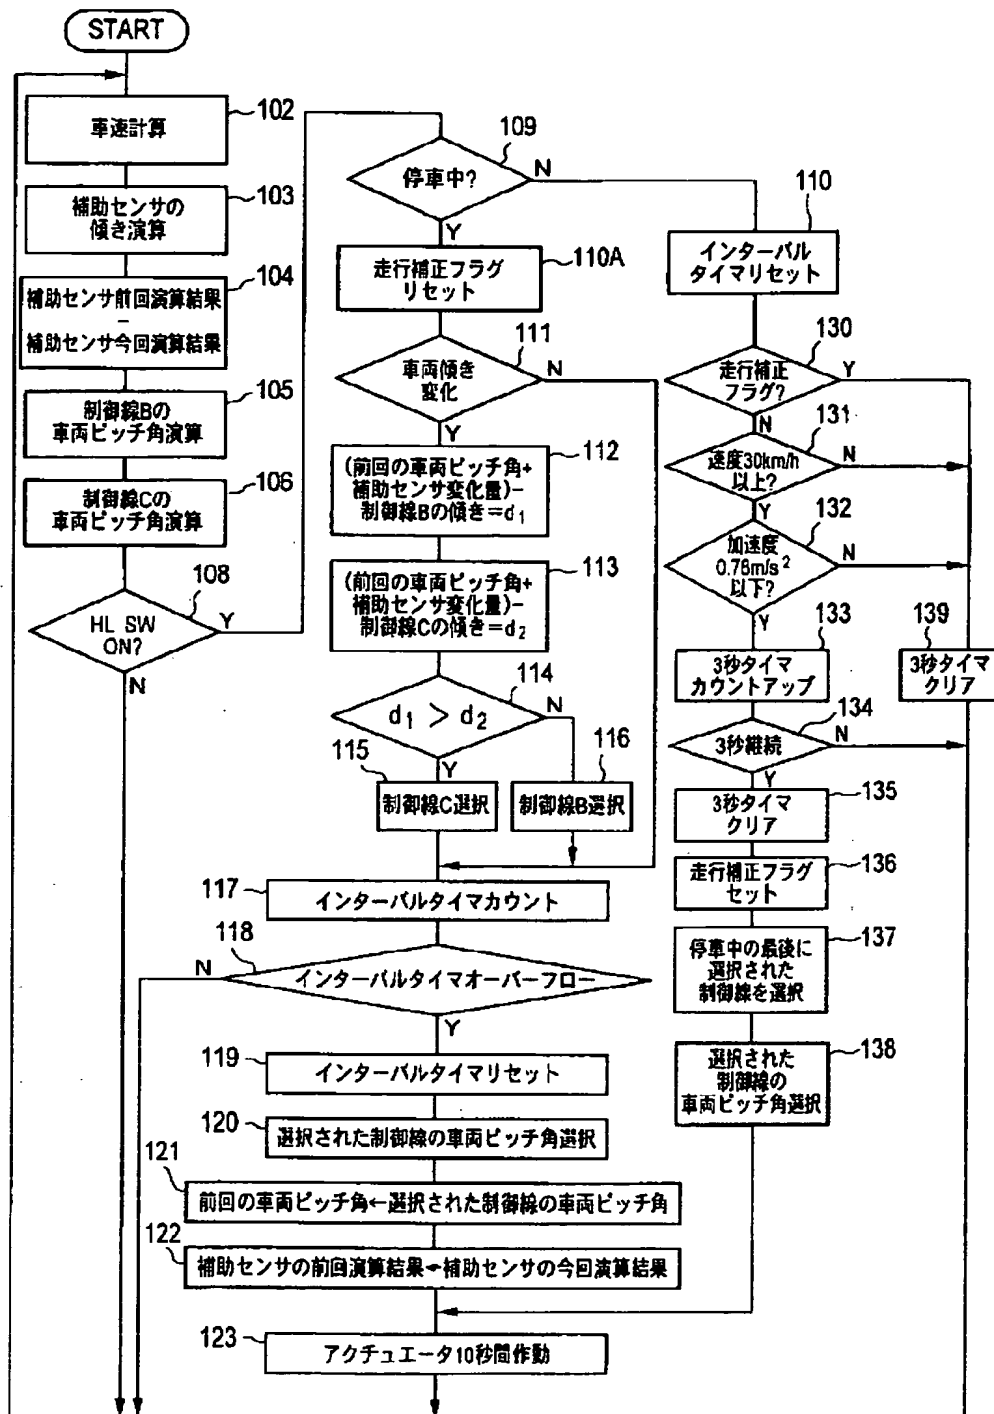 START
102
車速計算
103
補助センサの
傾き演算
104
補助センサ前回演算結果
−
補助センサ今回演算結果
105
制御線Bの
車両ピッチ角演算
106
制御線Cの
車両ピッチ角演算
108
HL SW
ON?
Y
N
109
停車中?
N
Y
110A
走行補正フラグ
リセット
111
車両傾き
変化
N
Y
112
(前回の車両ピッチ角+
補助センサ変化量)−
制御線Bの傾き=d1
113
(前回の車両ピッチ角+
補助センサ変化量)−
制御線Cの傾き=d2
114
d1 > d2
N
Y
115
制御線C選択
116
制御線B選択
117
インターバルタイマカウント
118
インターバルタイマオーバーフロー
N
Y
119
インターバルタイマリセット
120
選択された制御線の車両ピッチ角選択
121
前回の車両ピッチ角←選択された制御線の車両ピッチ角
122
補助センサの前回演算結果←補助センサの今回演算結果
123
アクチュエータ10秒間作動
110
インターバル
タイマリセット
130
走行補正
フラグ?
Y
N
131
速度30km/h
以上?
N
Y
132
加速度
0.76m/s²
以下?
N
Y
133
3秒タイマ
カウントアップ
139
3秒タイマ
クリア
134
3秒継続
N
Y
135
3秒タイマ
クリア
136
走行補正フラグ
セット
137
停車中の最後に
選択された
制御線を選択
138
選択された
制御線の
車両ピッチ角選択